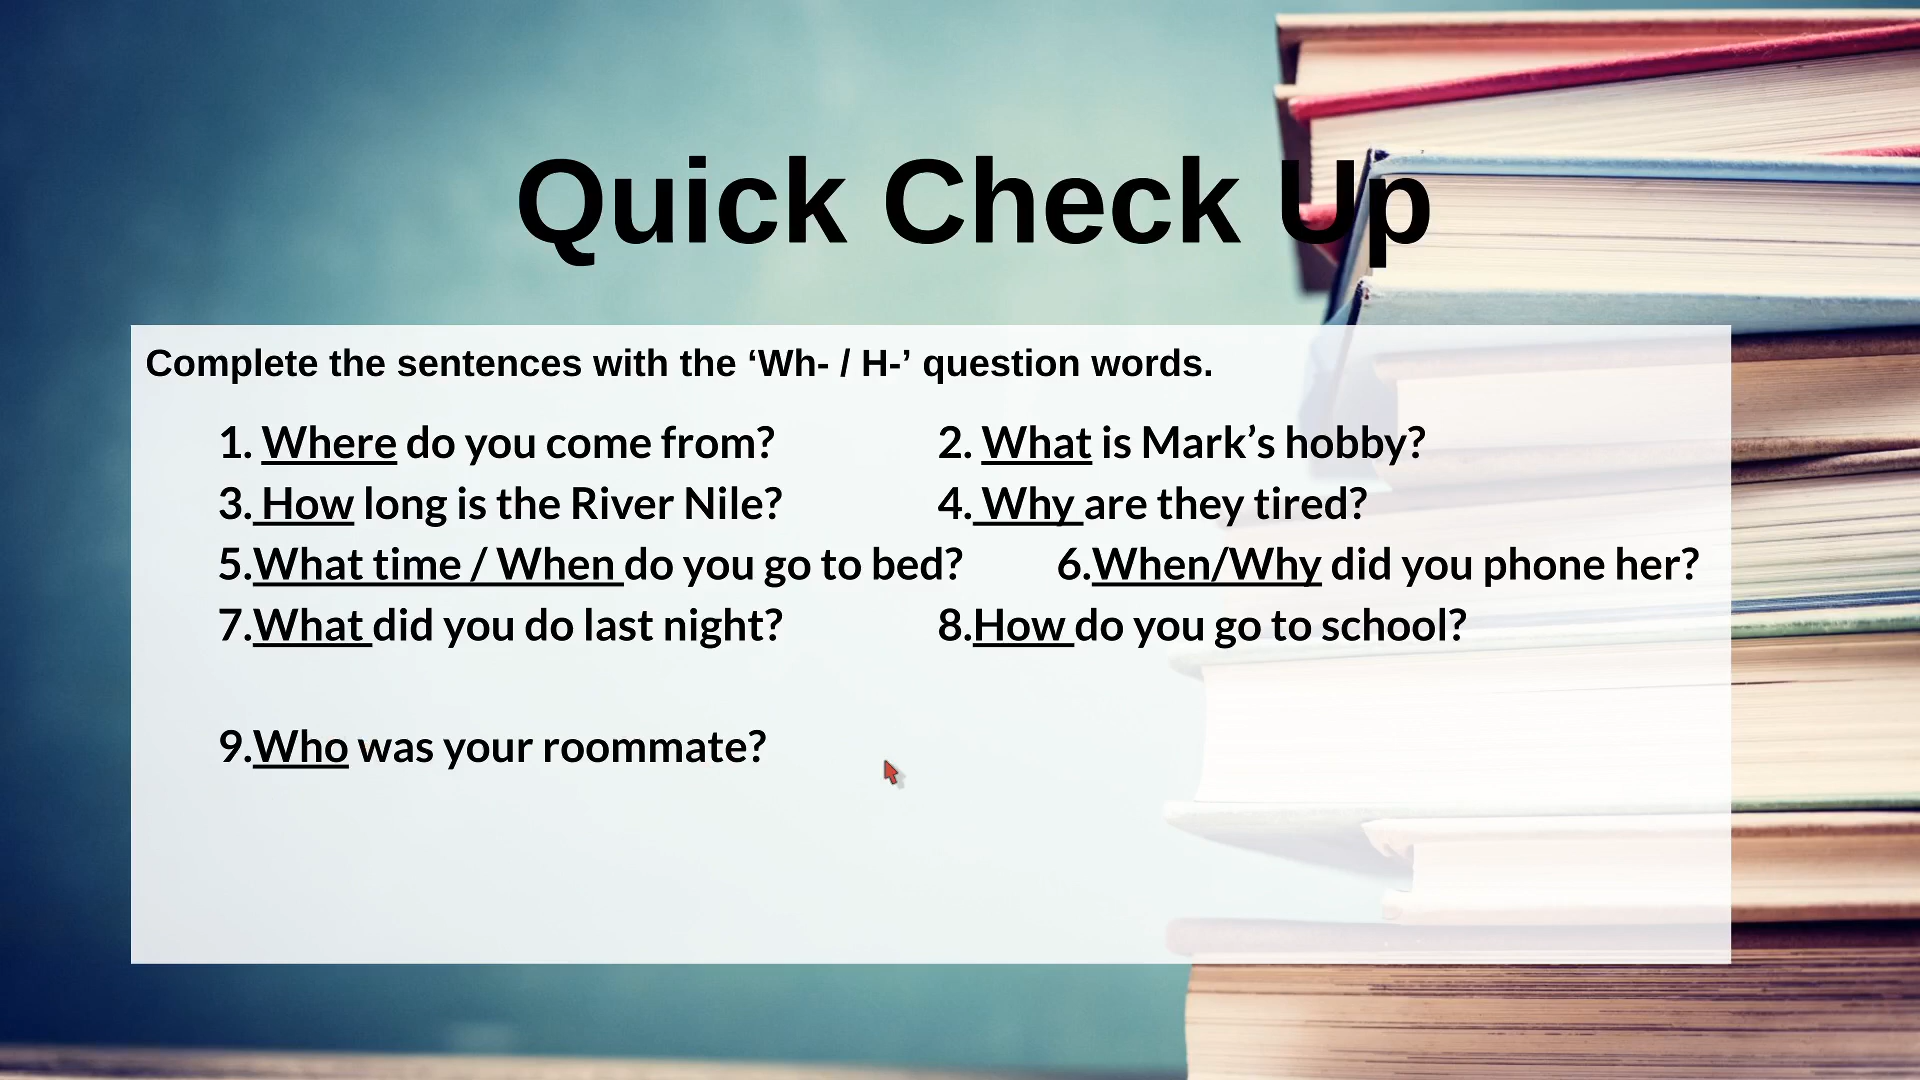 Quick Check Up
Complete the sentences with the ‘Wh- / H-’ question words.
1. Where do you come from? 2. What is Mark’s hobby?
3. How long is the River Nile? 4. Why are they tired?
5.What time / When do you go to bed? 6.When/Why did you phone her?
7.What did you do last night? 8.How do you go to school?
9.Who was your roommate?